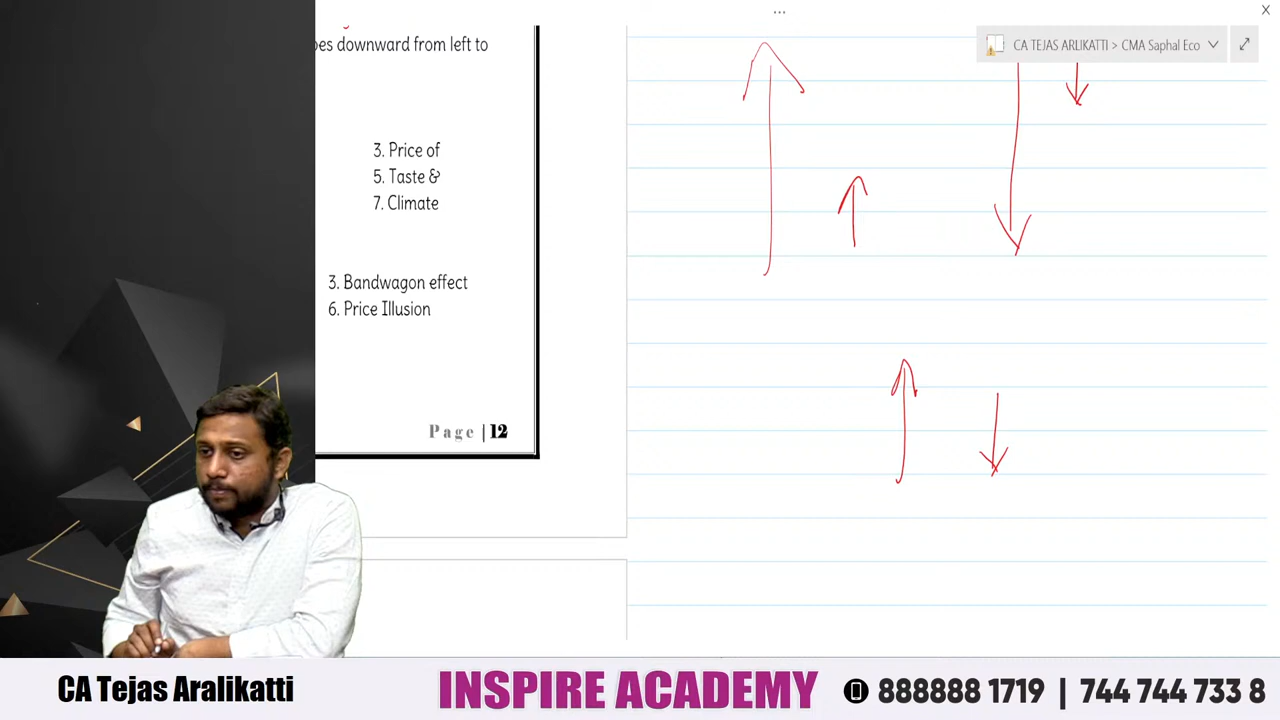 ...
X
CA TEJAS ARLIKATTI > CMA Saphal Eco
downward from left to
3. Price of
5. Taste &
7. Climate
3. Bandwagon effect
6. Price Illusion
Page | 12
CA Tejas Aralikatti
INSPIRE ACADEMY
888888 1719 | 744 744 733 8